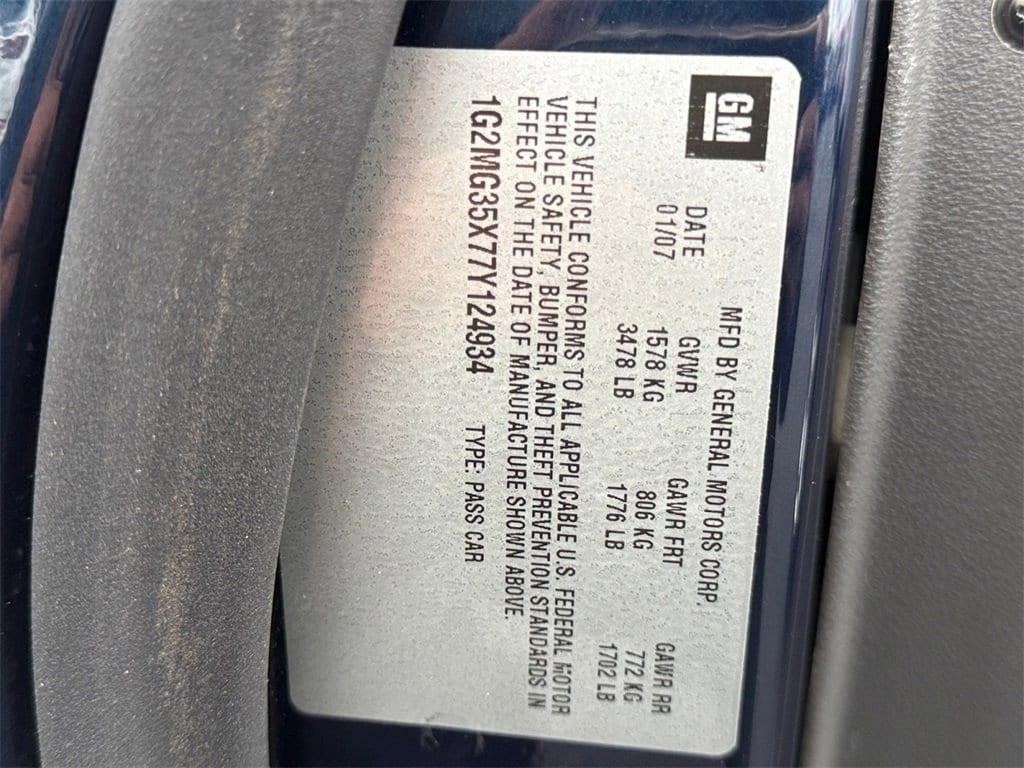 GM
MFD BY GENERAL MOTORS CORP.
DATE GVWR GAWR FRT GAWR RR
01/07 1578 KG 806 KG 772 KG
3478 LB 1776 LB 1702 LB
THIS VEHICLE CONFORMS TO ALL APPLICABLE U.S. FEDERAL MOTOR
VEHICLE SAFETY, BUMPER, AND THEFT PREVENTION STANDARDS IN
EFFECT ON THE DATE OF MANUFACTURE SHOWN ABOVE.
1G2MG35X77Y124934 TYPE: PASS CAR